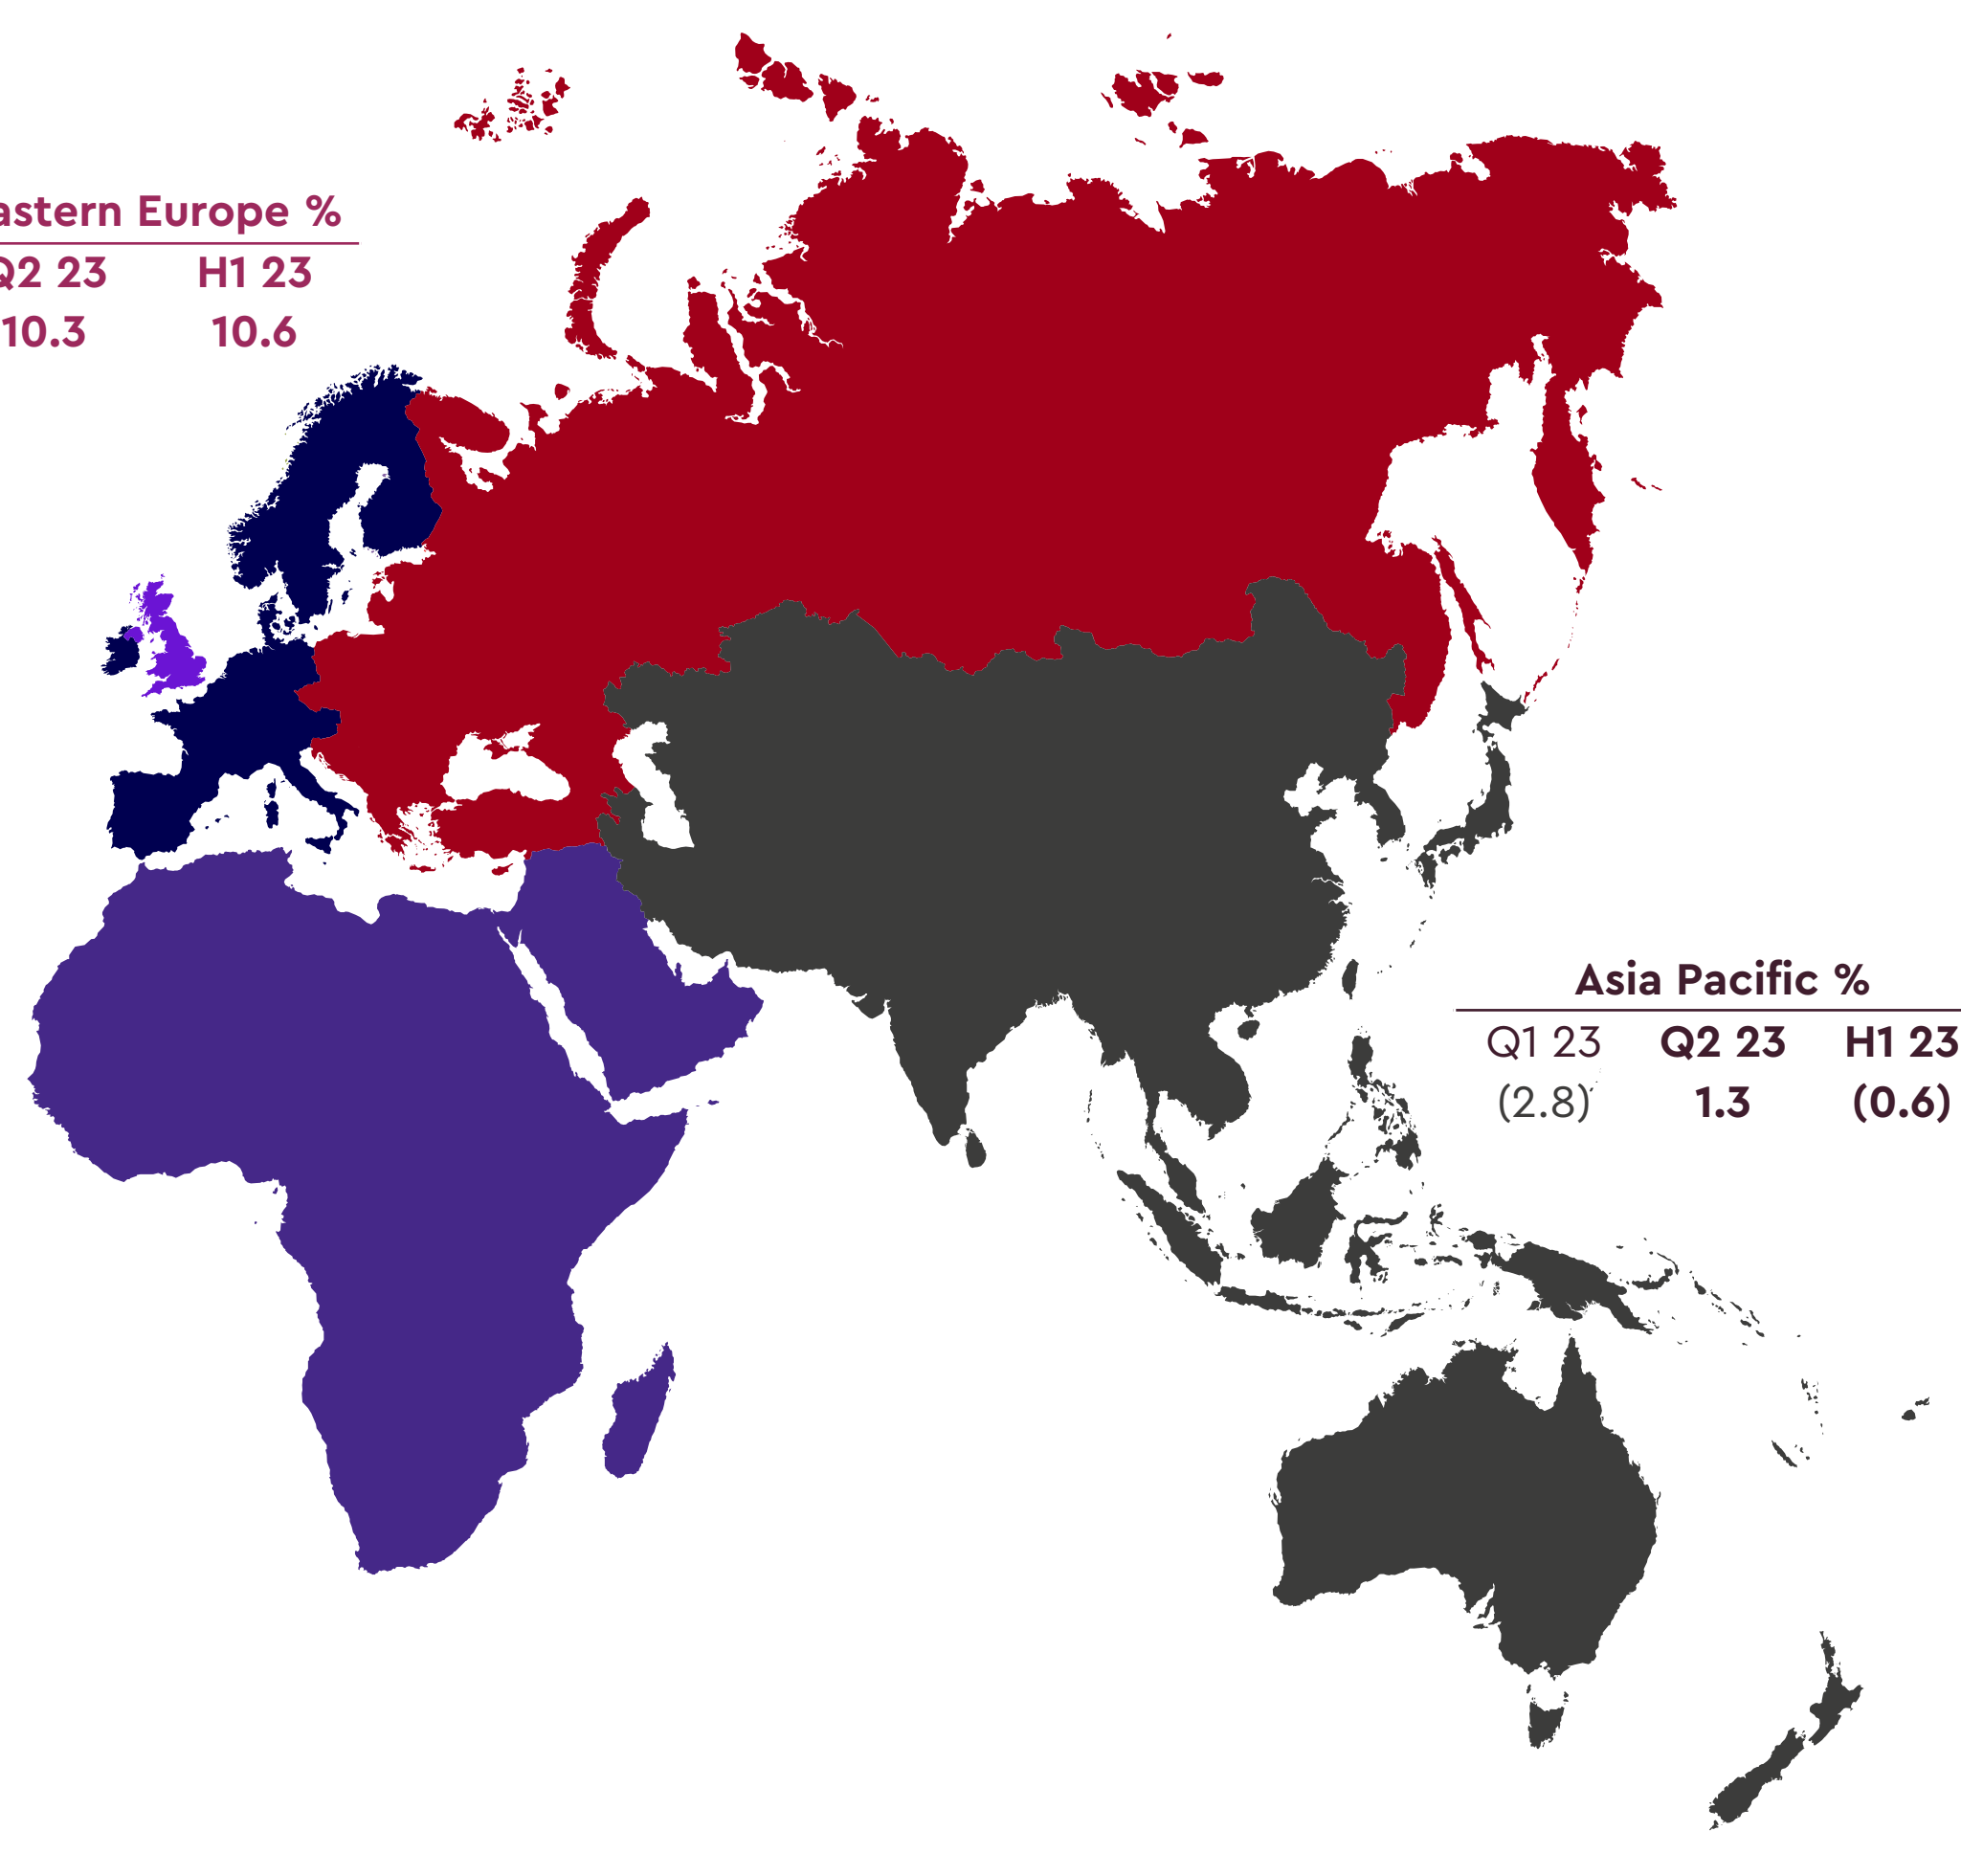 astern Europe %
Q2 23 H1 23
10.3 10.6
Asia Pacific %
Q1 23 Q2 23 H1 23
(2.8) 1.3 (0.6)